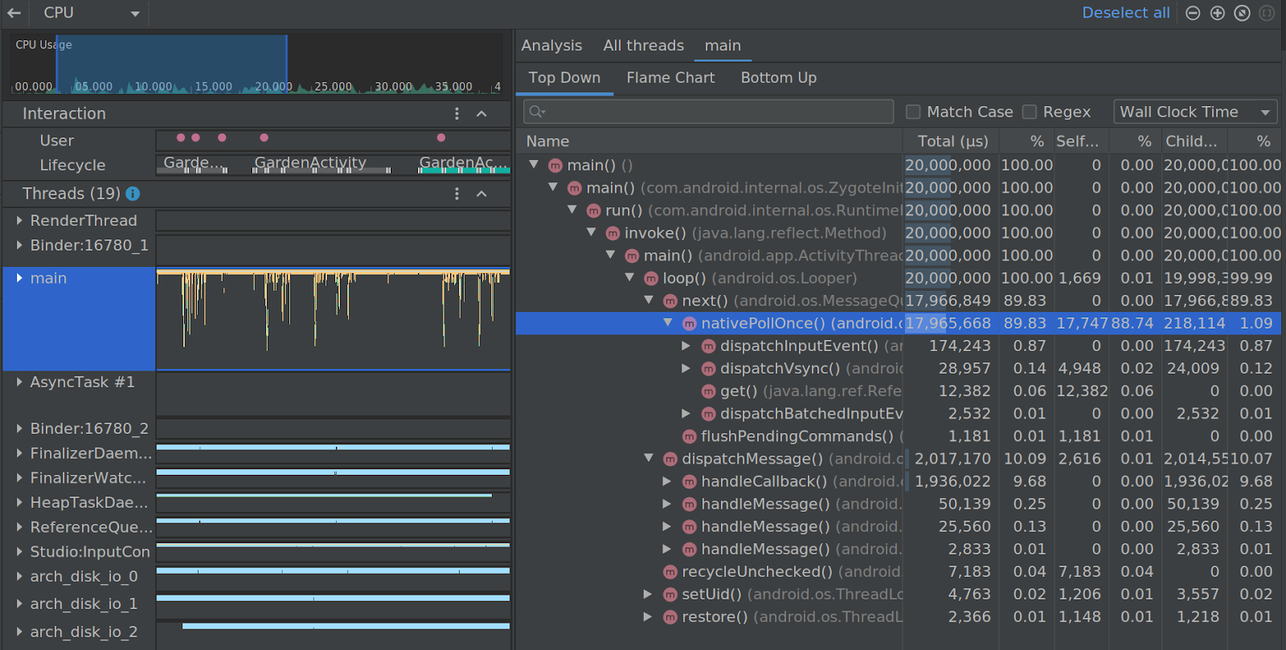 CPU
Deselect all
CPU Usage
00.000 05.000 10.000 15.000 20.000 25.000 30.000 35.000 4
Interaction
User
Lifecycle Garde... GardenActivity GardenAc...
Threads (19)
RenderThread
Binder:16780_1
main
AsyncTask #1
Binder:16780_2
FinalizerDaem...
FinalizerWatc...
HeapTaskDae...
ReferenceQue...
Studio:InputCon
arch_disk_io_0
arch_disk_io_1
arch_disk_io_2
Analysis All threads main
Top Down Flame Chart Bottom Up
Match Case Regex Wall Clock Time
Name Total (μs) % Self... % Child... %
main() () 20,000,000 100.00 0 0.00 20,000,0 100.00
main() (com.android.internal.os.ZygoteInit 20,000,000 100.00 0 0.00 20,000,0 100.00
run() (com.android.internal.os.RuntimeI 20,000,000 100.00 0 0.00 20,000,0 100.00
invoke() (java.lang.reflect.Method) 20,000,000 100.00 0 0.00 20,000,0 100.00
main() (android.app.ActivityThread 20,000,000 100.00 0 0.00 20,000,0 100.00
loop() (android.os.Looper) 20,000,000 100.00 1,669 0.01 19,998,3 99.99
next() (android.os.MessageQu 17,966,849 89.83 0 0.00 17,966,8 89.83
nativePollOnce() (android.o 17,965,668 89.83 17,747 88.74 218,114 1.09
dispatchInputEvent() (an 174,243 0.87 0 0.00 174,243 0.87
dispatchVsync() (android 28,957 0.14 4,948 0.02 24,009 0.12
get() (java.lang.ref.Refe 12,382 0.06 12,382 0.06 0 0.00
dispatchBatchedInputEv 2,532 0.01 0 0.00 2,532 0.01
flushPendingCommands() ( 1,181 0.01 1,181 0.01 0 0.00
dispatchMessage() (android.o 2,017,170 10.09 2,616 0.01 2,014,55 10.07
handleCallback() (android.o 1,936,022 9.68 0 0.00 1,936,02 9.68
handleMessage() (android. 50,139 0.25 0 0.00 50,139 0.25
handleMessage() (android. 25,560 0.13 0 0.00 25,560 0.13
handleMessage() (android. 2,833 0.01 0 0.00 2,833 0.01
recycleUnchecked() (android. 7,183 0.04 7,183 0.04 0 0.00
setUid() (android.os.ThreadLo 4,763 0.02 1,206 0.01 3,557 0.02
restore() (android.os.ThreadL 2,366 0.01 1,148 0.01 1,218 0.01